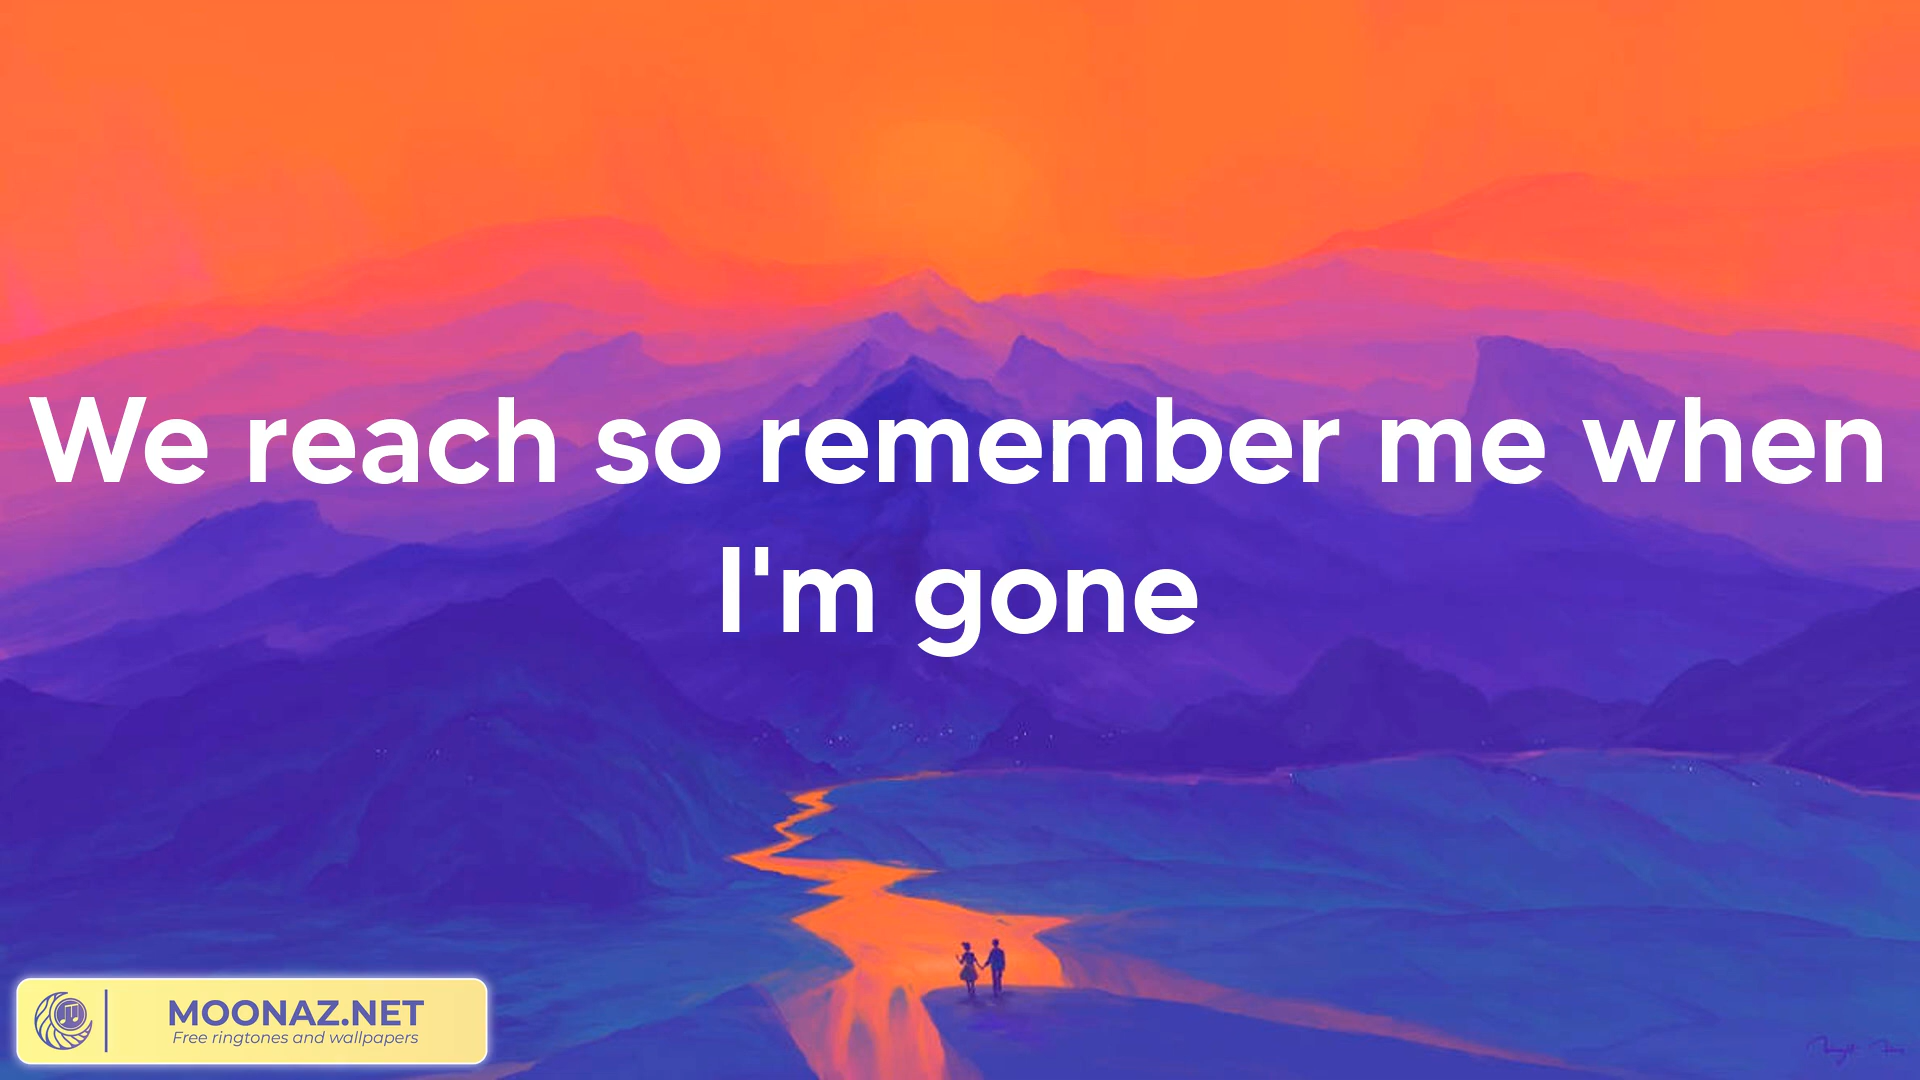 We reach so remember me when
I'm gone
MOONAZ.NET
Free ringtones and wallpapers